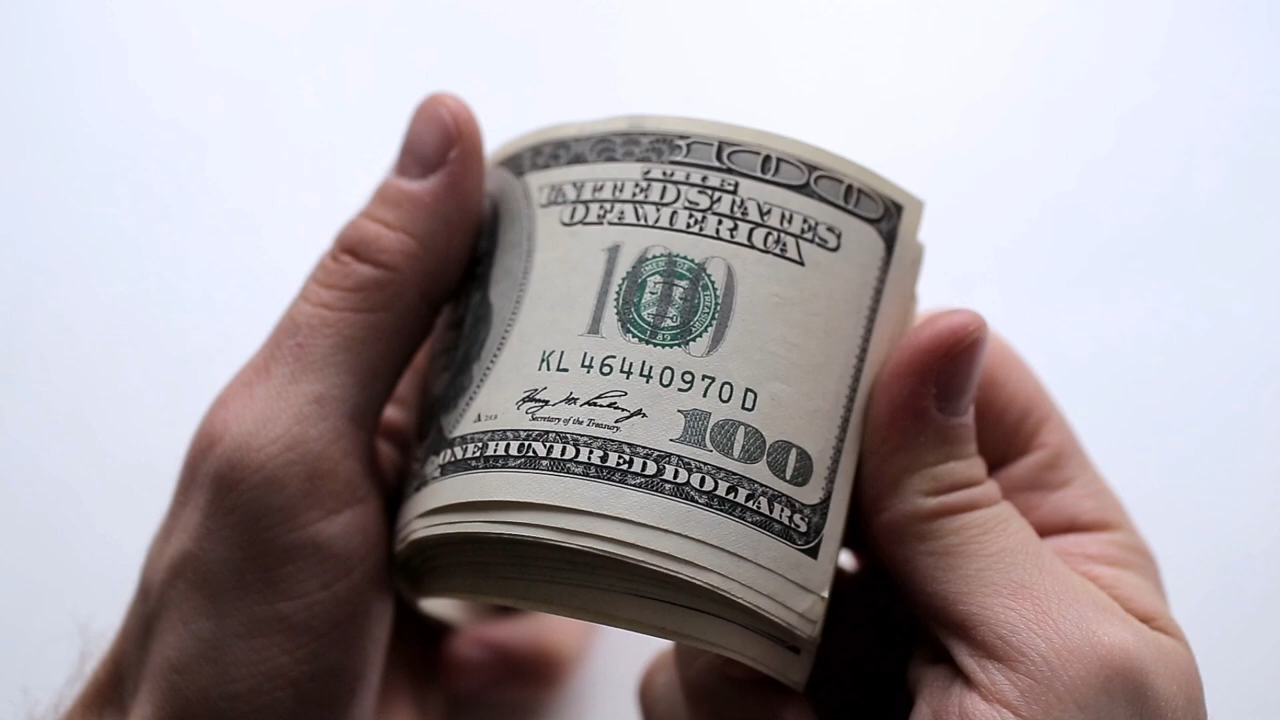 100
THE
UNITED STATES
OF AMERICA
100
KL 46440970 D
Secretary of the Treasury.
100
ONE HUNDRED DOLLARS